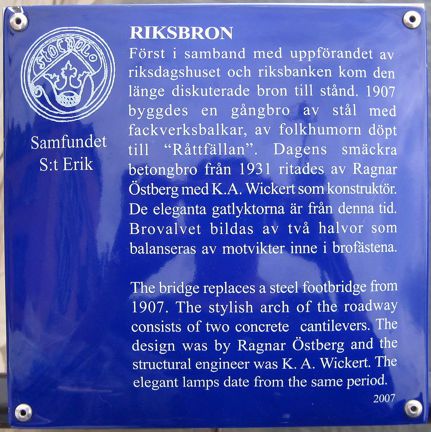 STOCHOLM
Samfundet
S:t Erik
RIKSBRON
Först i samband med uppförandet av
riksdagshuset och riksbanken kom den
länge diskuterade bron till stånd. 1907
byggdes en gångbro av stål med
fackverksbalkar, av folkhumorn döpt
till “Råttfällan”. Dagens smäckra
betongbro från 1931 ritades av Ragnar
Östberg med K.A. Wickert som konstruktör.
De eleganta gatlyktorna är från denna tid.
Brovalvet bildas av två halvor som
balanseras av motvikter inne i brofästena.
The bridge replaces a steel footbridge from
1907. The stylish arch of the roadway
consists of two concrete cantilevers. The
design was by Ragnar Östberg and the
structural engineer was K. A. Wickert. The
elegant lamps date from the same period.
2007